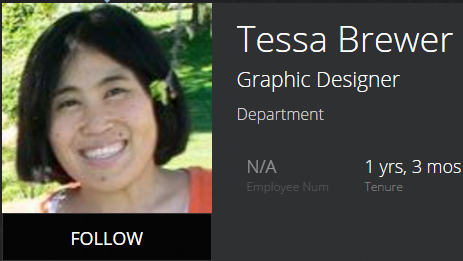 Tessa Brewer
Graphic Designer
Department
N/A
1 yrs, 3 mos
Employee Num
Tenure
FOLLOW